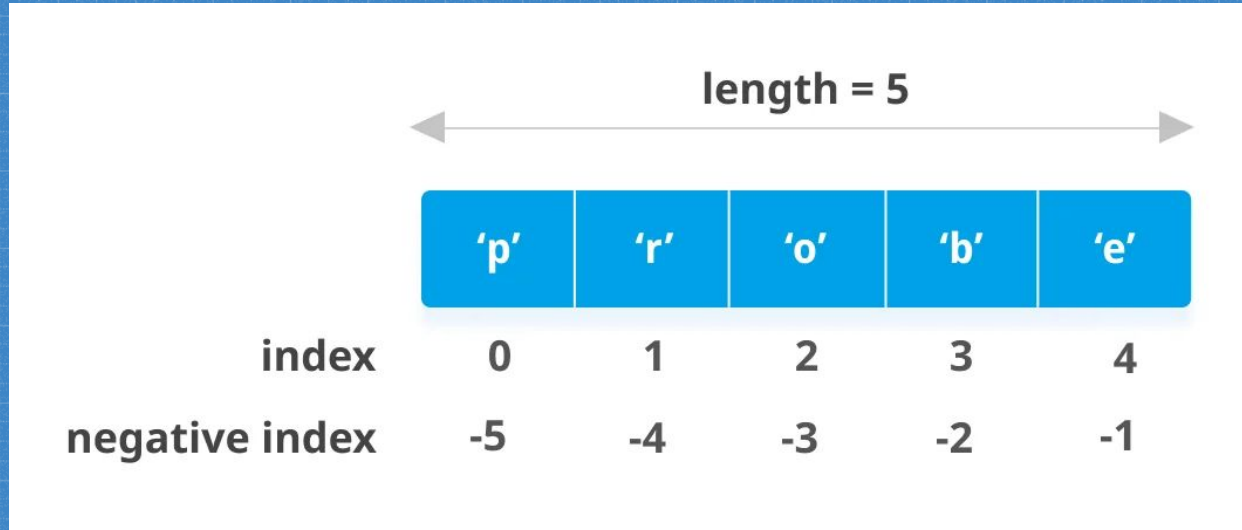 length = 5
‘p’ ‘r’ ‘o’ ‘b’ ‘e’
index 0 1 2 3 4
negative index -5 -4 -3 -2 -1